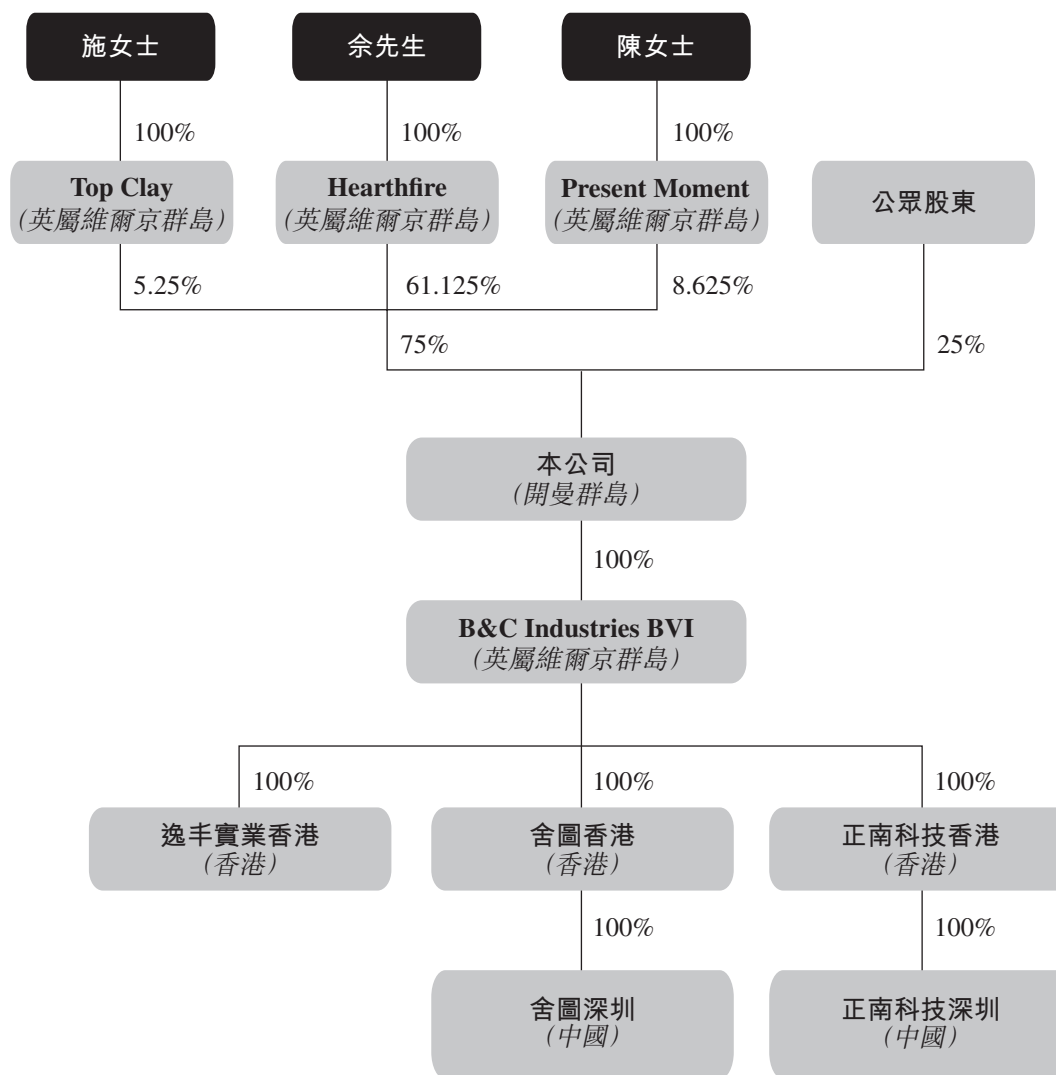 施女士
佘先生
陳女士
100%
100%
100%
Top Clay
(英屬維爾京群島)
Hearthfire
(英屬維爾京群島)
Present Moment
(英屬維爾京群島)
公眾股東
5.25%
61.125%
8.625%
75%
25%
本公司
(開曼群島)
100%
B&C Industries BVI
(英屬維爾京群島)
100%
100%
100%
逸丰實業香港
(香港)
舍圖香港
(香港)
正南科技香港
(香港)
100%
100%
舍圖深圳
(中國)
正南科技深圳
(中國)